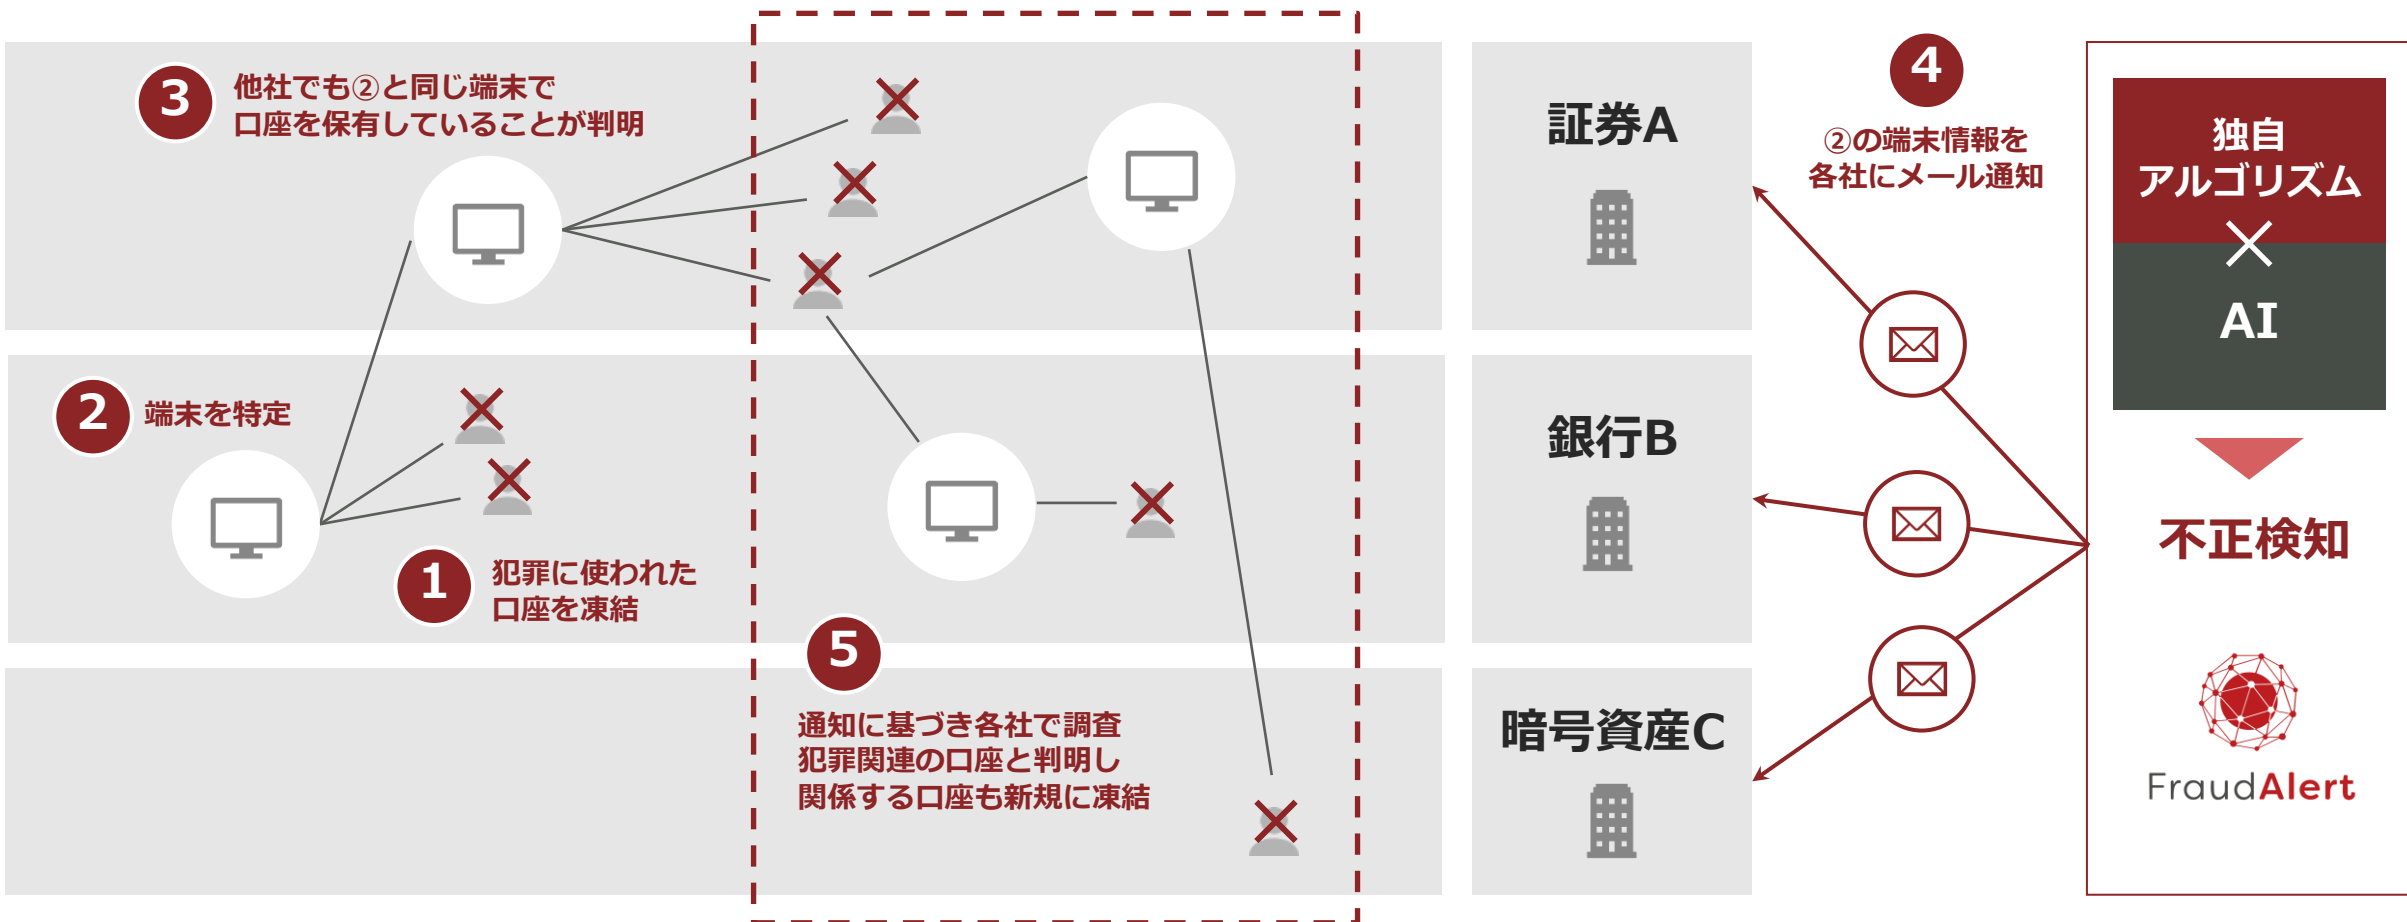 3
他社でも②と同じ端末で
口座を保有していることが判明
2
端末を特定
1
犯罪に使われた
口座を凍結
5
通知に基づき各社で調査
犯罪関連の口座と判明し
関係する口座も新規に凍結
証券A
銀行B
暗号資産C
4
②の端末情報を
各社にメール通知
独自
アルゴリズム
×
AI
不正検知
FraudAlert